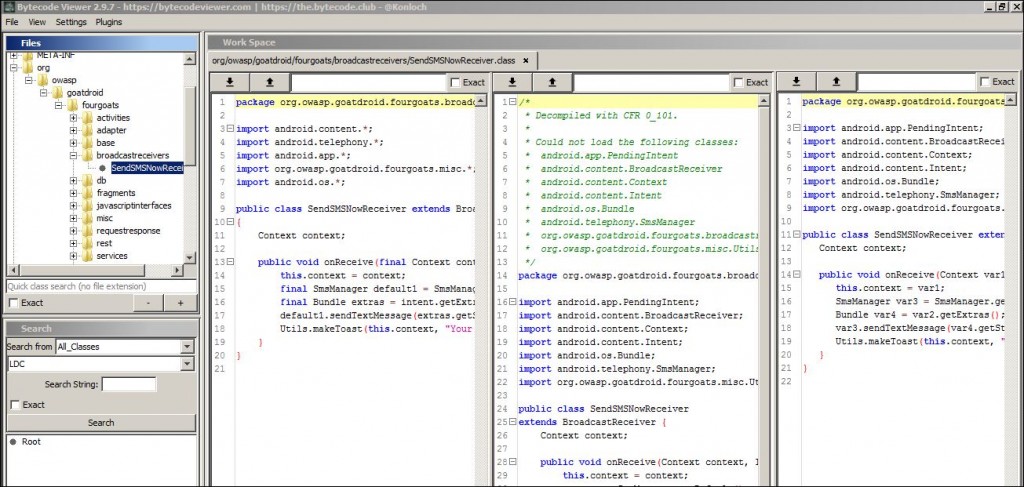 Bytecode Viewer 2.9.7 - https://bytecodeviewer.com | https://the.bytecode.club - @Konloch
File View Settings Plugins
Files
META-INF
org
owasp
goatdroid
fourgoats
activities
adapter
base
broadcastreceivers
SendSMSNowRecei
db
fragments
javascriptinterfaces
misc
requestresponse
rest
services
Quick class search (no file extension)
Exact - +
Search
Search from All_Classes
LDC
Search String:
Exact
Search
Root
Work Space
org/owasp/goatdroid/fourgoats/broadcastreceivers/SendSMSNowReceiver.class
Exact
1 package org.owasp.goatdroid.fourgoats.broadc
2
3 import android.content.*;
4 import android.telephony.*;
5 import android.app.*;
6 import org.owasp.goatdroid.fourgoats.misc.*;
7 import android.os.*;
8
9 public class SendSMSNowReceiver extends Broa
10 {
11 Context context;
12
13 public void onReceive(final Context cont
14 this.context = context;
15 final SmsManager default1 = SmsManag
16 final Bundle extras = intent.getExtr
17 default1.sendTextMessage(extras.getS
18 Utils.makeToast(this.context, "Your
19 }
20 }
21
Exact
1 /*
2 * Decompiled with CFR 0_101.
3 *
4 * Could not load the following classes:
5 * android.app.PendingIntent
6 * android.content.BroadcastReceiver
7 * android.content.Context
8 * android.content.Intent
9 * android.os.Bundle
10 * android.telephony.SmsManager
11 * org.owasp.goatdroid.fourgoats.broadcastr
12 * org.owasp.goatdroid.fourgoats.misc.Utils
13 */
14 package org.owasp.goatdroid.fourgoats.broad
15
16 import android.app.PendingIntent;
17 import android.content.BroadcastReceiver;
18 import android.content.Context;
19 import android.content.Intent;
20 import android.os.Bundle;
21 import android.telephony.SmsManager;
22 import org.owasp.goatdroid.fourgoats.misc.Ut
23
24 public class SendSMSNowReceiver
25 extends BroadcastReceiver {
26 Context context;
27
28 public void onReceive(Context context, I
29 this.context = context;
Exact
1 package org.owasp.goatdroid.fourgoats
2
3 import android.app.PendingIntent;
4 import android.content.BroadcastRecei
5 import android.content.Context;
6 import android.content.Intent;
7 import android.os.Bundle;
8 import android.telephony.SmsManager;
9 import org.owasp.goatdroid.fourgoats.
10
11 public class SendSMSNowReceiver exten
12 Context context;
13
14 public void onReceive(Context var1
15 this.context = var1;
16 SmsManager var3 = SmsManager.ge
17 Bundle var4 = var2.getExtras();
18 var3.sendTextMessage(var4.getSt
19 Utils.makeToast(this.context, "
20 }
21 }
22